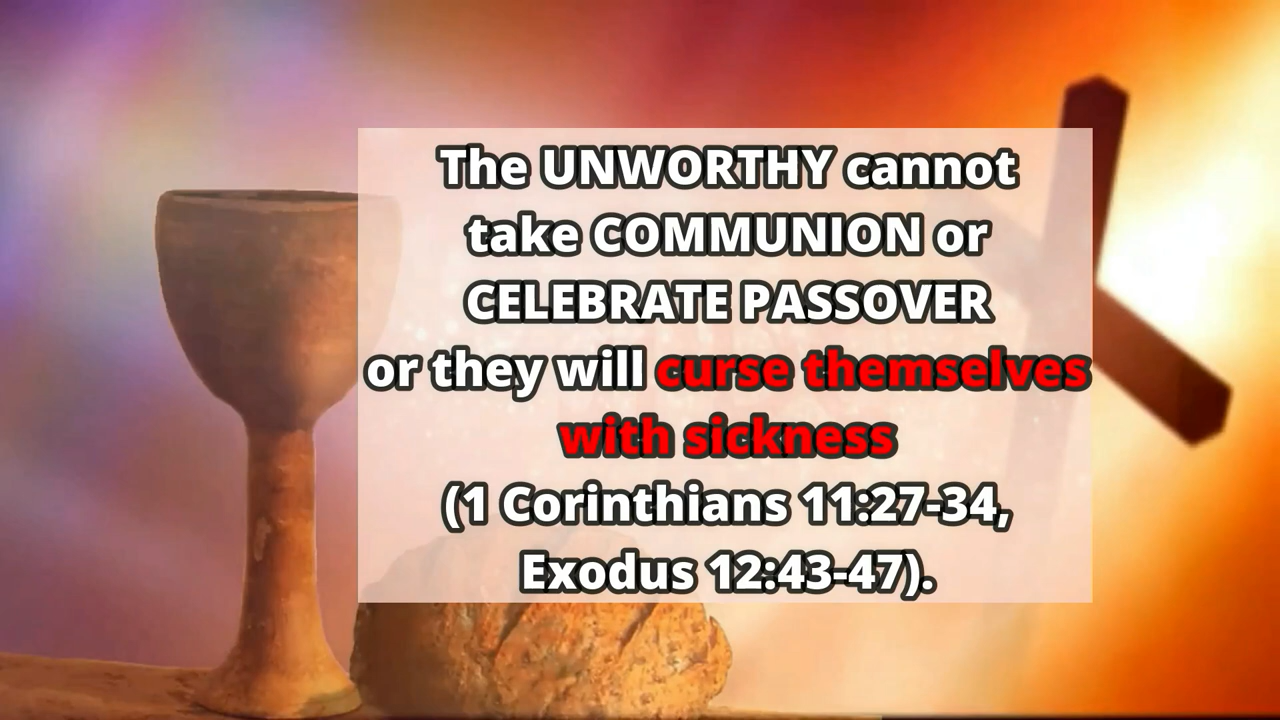 The UNWORTHY cannot
take COMMUNION or
CELEBRATE PASSOVER
or they will curse themselves
with sickness
(1 Corinthians 11:27-34,
Exodus 12:43-47).